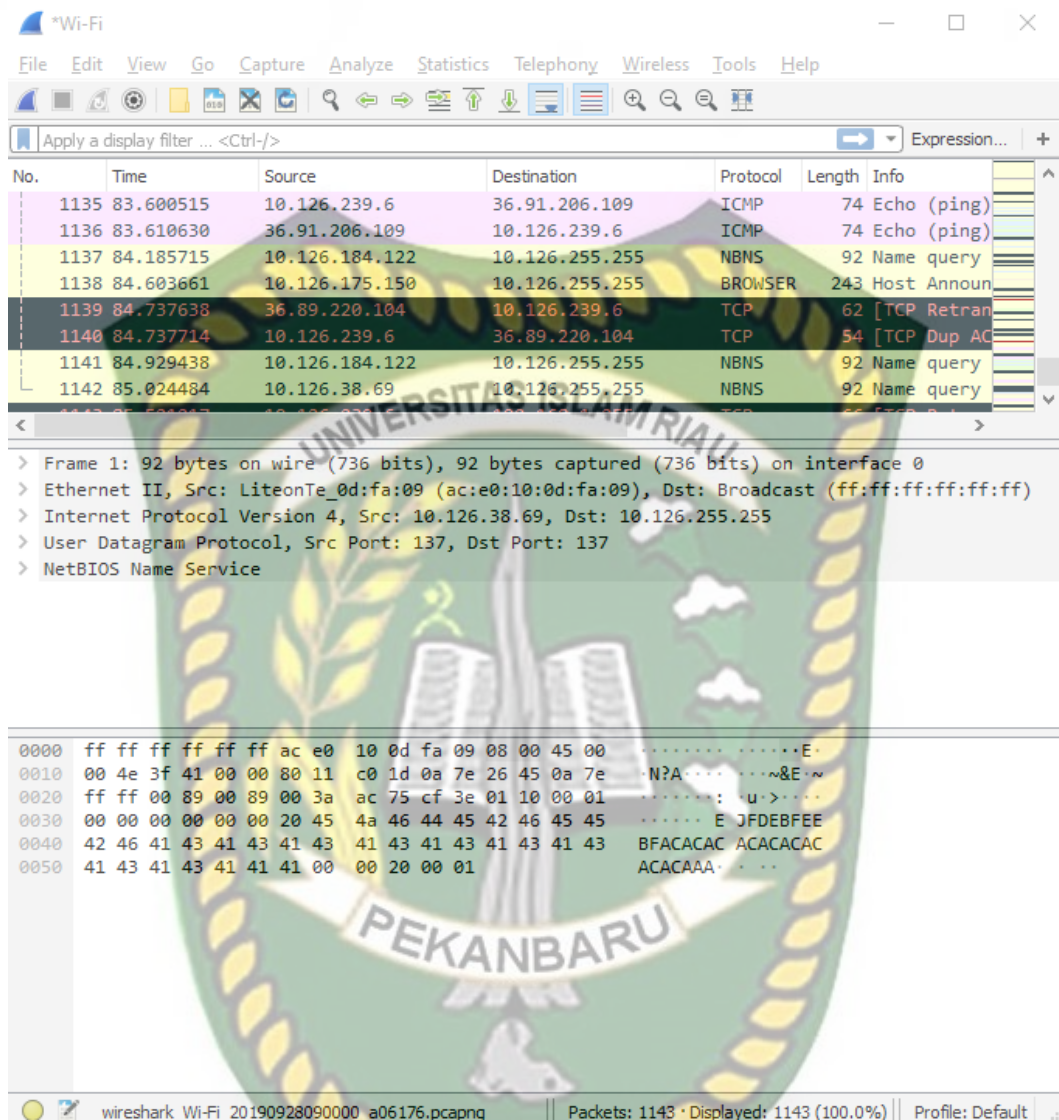 *Wi-Fi
File Edit View Go Capture Analyze Statistics Telephony Wireless Tools Help
Apply a display filter ... <Ctrl-/> Expression... +
No. Time Source Destination Protocol Length Info
1135 83.600515 10.126.239.6 36.91.206.109 ICMP 74 Echo (ping)
1136 83.610630 36.91.206.109 10.126.239.6 ICMP 74 Echo (ping)
1137 84.185715 10.126.184.122 10.126.255.255 NBNS 92 Name query
1138 84.603661 10.126.175.150 10.126.255.255 BROWSER 243 Host Announ
1139 84.737638 36.89.220.104 10.126.239.6 TCP 62 [TCP Retran
1140 84.737714 10.126.239.6 36.89.220.104 TCP 54 [TCP Dup AC
1141 84.929438 10.126.184.122 10.126.255.255 NBNS 92 Name query
1142 85.024484 10.126.38.69 10.126.255.255 NBNS 92 Name query
UNIVERSITAS ISLAM RIAU
> Frame 1: 92 bytes on wire (736 bits), 92 bytes captured (736 bits) on interface 0
> Ethernet II, Src: LiteonTe_0d:fa:09 (ac:e0:10:0d:fa:09), Dst: Broadcast (ff:ff:ff:ff:ff:ff)
> Internet Protocol Version 4, Src: 10.126.38.69, Dst: 10.126.255.255
> User Datagram Protocol, Src Port: 137, Dst Port: 137
> NetBIOS Name Service
0000 ff ff ff ff ff ff ac e0 10 0d fa 09 08 00 45 00 ········ ······E·
0010 00 4e 3f 41 00 00 80 11 c0 1d 0a 7e 26 45 0a 7e ·N?A···· ···~&E·~
0020 ff ff 00 89 00 89 00 3a ac 75 cf 3e 01 10 00 01 ·······: ·u·>····
0030 00 00 00 00 00 00 20 45 4a 46 44 45 42 46 45 45 ······ E JFDEBFEE
0040 42 46 41 43 41 43 41 43 41 43 41 43 41 43 41 43 BFACACAC ACACACAC
0050 41 43 41 43 41 41 41 00 00 20 00 01 ACACAAA· · ··
PEKANBARU
wireshark_Wi-Fi_20190928090000_a06176.pcapng Packets: 1143 · Displayed: 1143 (100.0%) Profile: Default